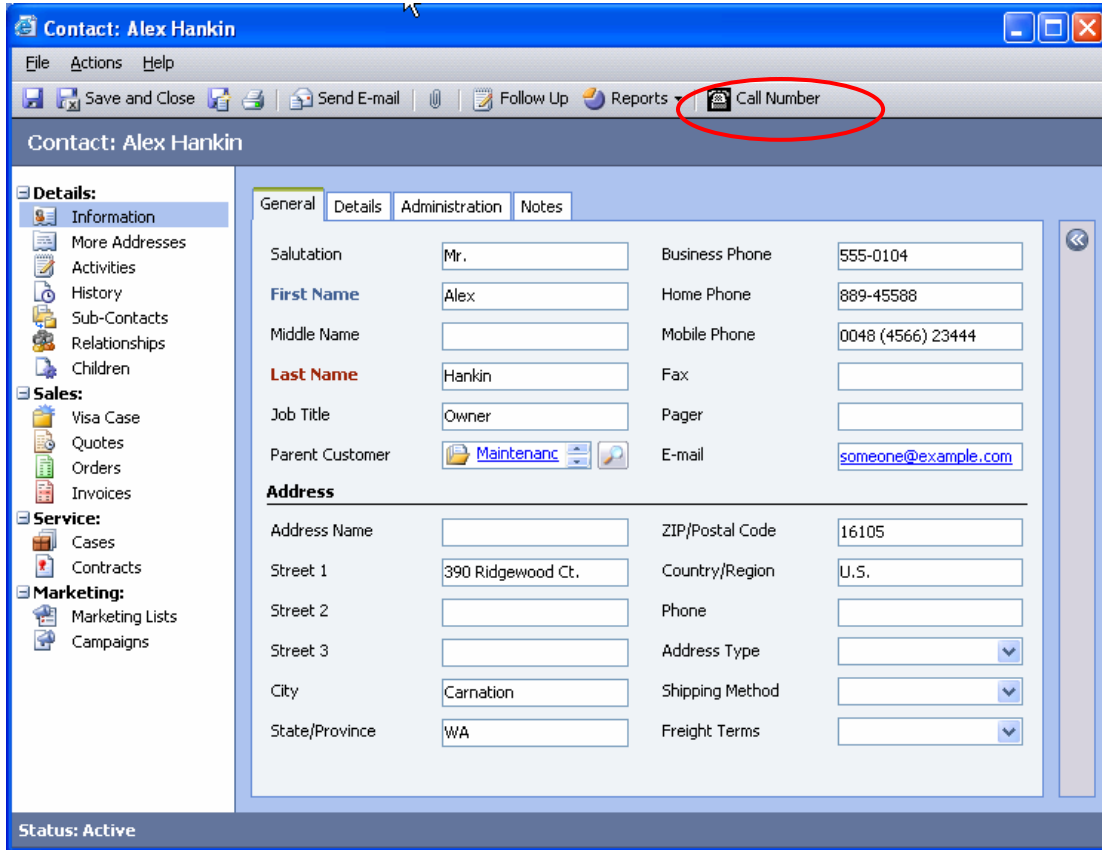 Contact: Alex Hankin
File Actions Help
Save and Close Send E-mail Follow Up Reports Call Number
Contact: Alex Hankin
Details:
Information
More Addresses
Activities
History
Sub-Contacts
Relationships
Children
Sales:
Visa Case
Quotes
Orders
Invoices
Service:
Cases
Contracts
Marketing:
Marketing Lists
Campaigns
General Details Administration Notes
Salutation Mr. Business Phone 555-0104
First Name Alex Home Phone 889-45588
Middle Name Mobile Phone 0048 (4566) 23444
Last Name Hankin Fax
Job Title Owner Pager
Parent Customer Maintenanc E-mail someone@example.com
Address
Address Name ZIP/Postal Code 16105
Street 1 390 Ridgewood Ct. Country/Region U.S.
Street 2 Phone
Street 3 Address Type
City Carnation Shipping Method
State/Province WA Freight Terms
Status: Active